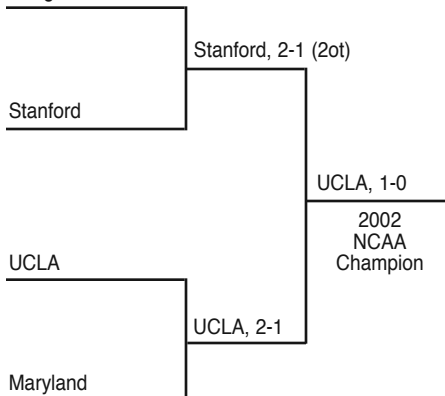 Stanford, 2-1 (2ot)
Stanford
UCLA, 1-0
2002
NCAA
Champion
UCLA
UCLA, 2-1
Maryland